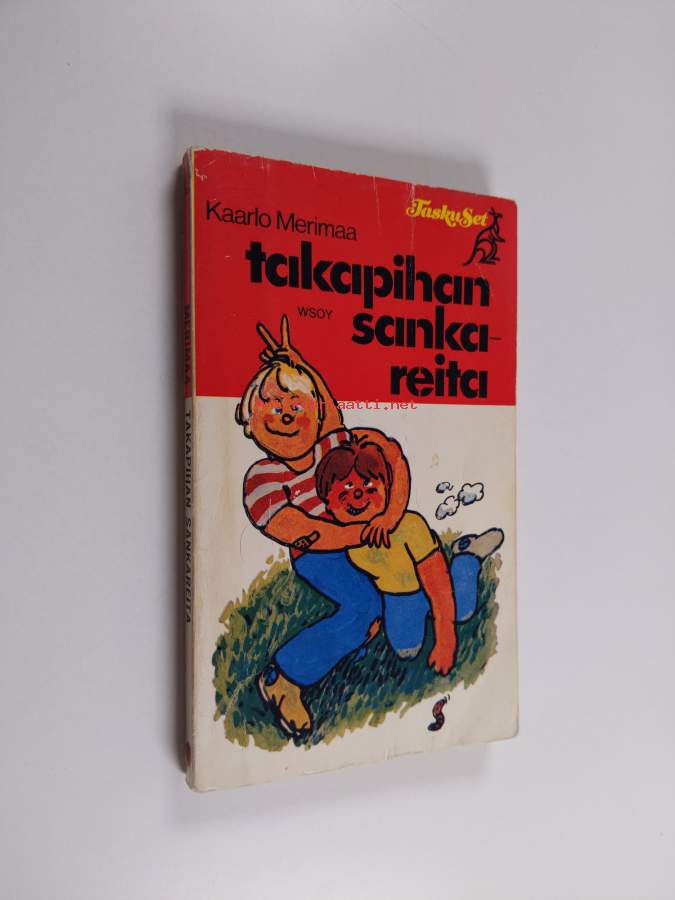 Kaarlo Merimaa
TaskuSet
takapihan
WSOY
sanka-
reita
MERIMAA TAKAPIHAN SANKAREITA